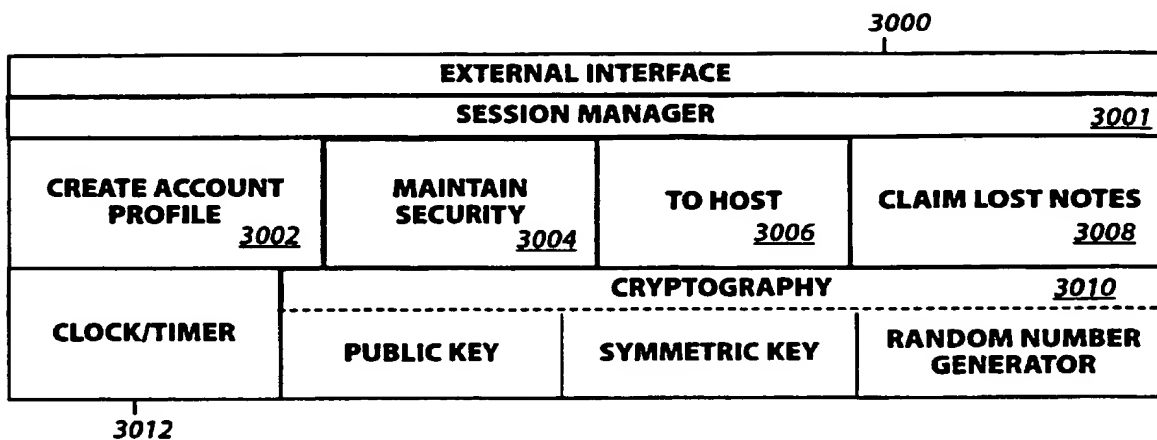 3000
EXTERNAL INTERFACE
SESSION MANAGER 3001
CREATE ACCOUNT
PROFILE
3002
MAINTAIN
SECURITY
3004
TO HOST
3006
CLAIM LOST NOTES
3008
CRYPTOGRAPHY 3010
CLOCK/TIMER
PUBLIC KEY
SYMMETRIC KEY
RANDOM NUMBER
GENERATOR
3012